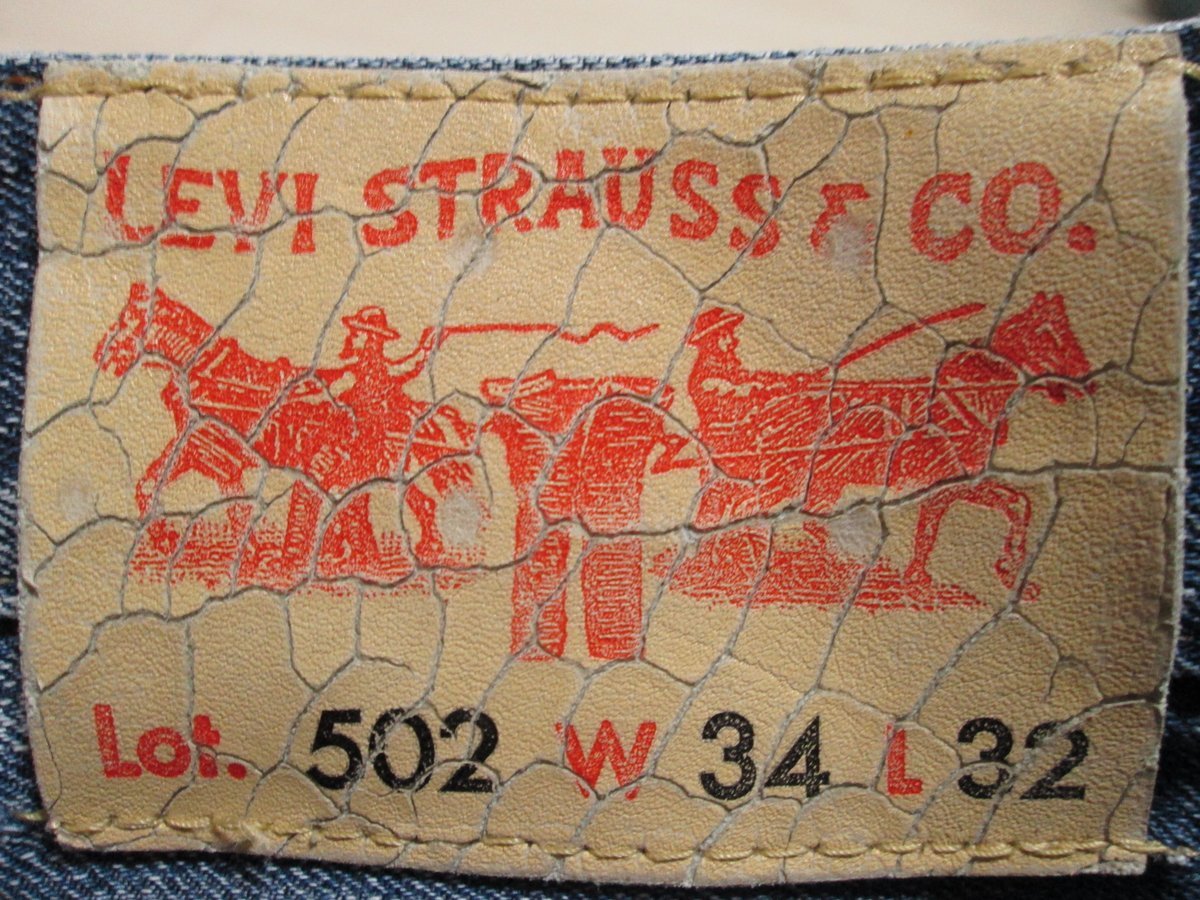 LEVI STRAUSS & CO.
Lot. 502 W 34 L 32